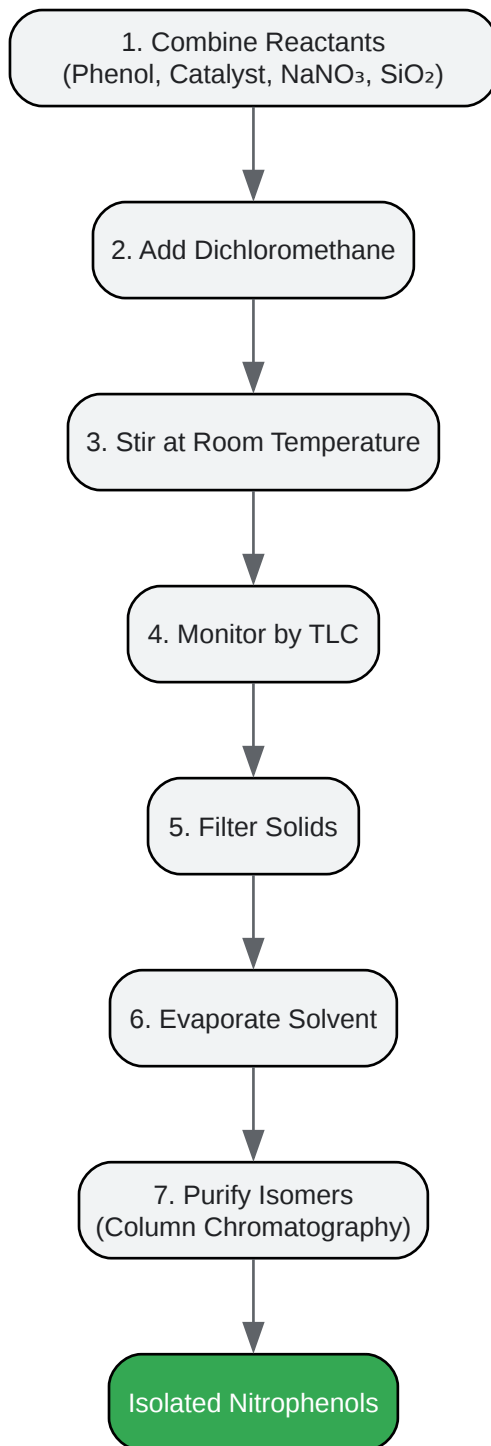 1. Combine Reactants
(Phenol, Catalyst, NaNO₃, SiO₂)
2. Add Dichloromethane
3. Stir at Room Temperature
4. Monitor by TLC
5. Filter Solids
6. Evaporate Solvent
7. Purify Isomers
(Column Chromatography)
Isolated Nitrophenols